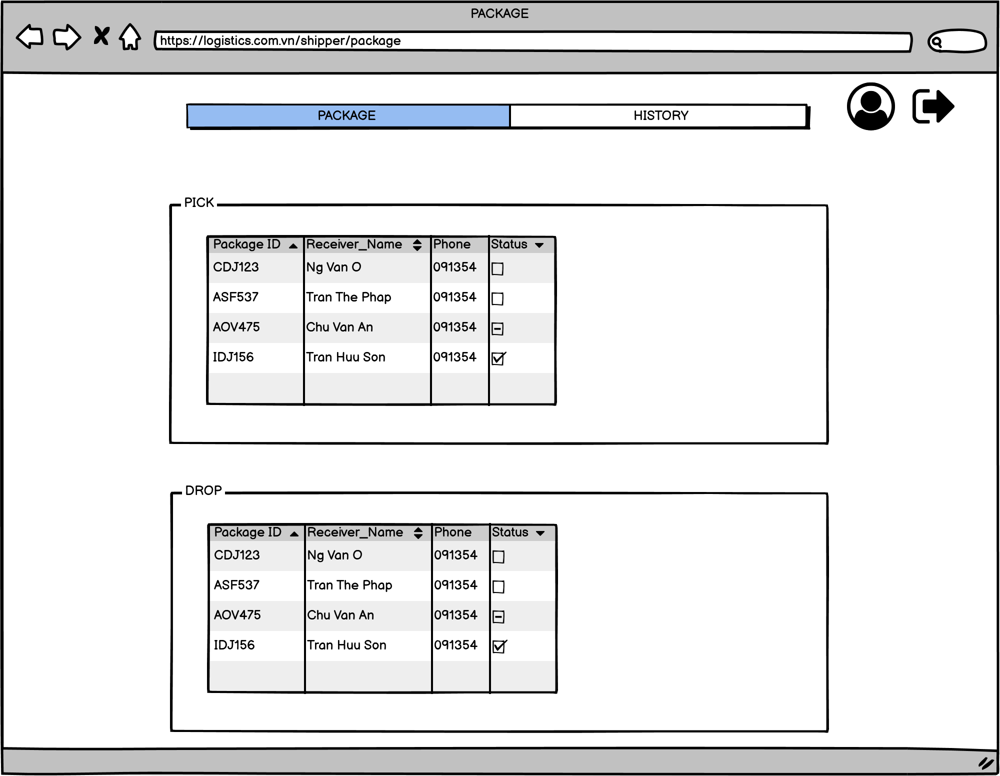 PACKAGE
https://logistics.com.vn/shipper/package
PACKAGE HISTORY
PICK
Package ID Receiver_Name Phone Status
CDJ123 Ng Van O 091354
ASF537 Tran The Phap 091354
AOV475 Chu Van An 091354
IDJ156 Tran Huu Son 091354
DROP
Package ID Receiver_Name Phone Status
CDJ123 Ng Van O 091354
ASF537 Tran The Phap 091354
AOV475 Chu Van An 091354
IDJ156 Tran Huu Son 091354